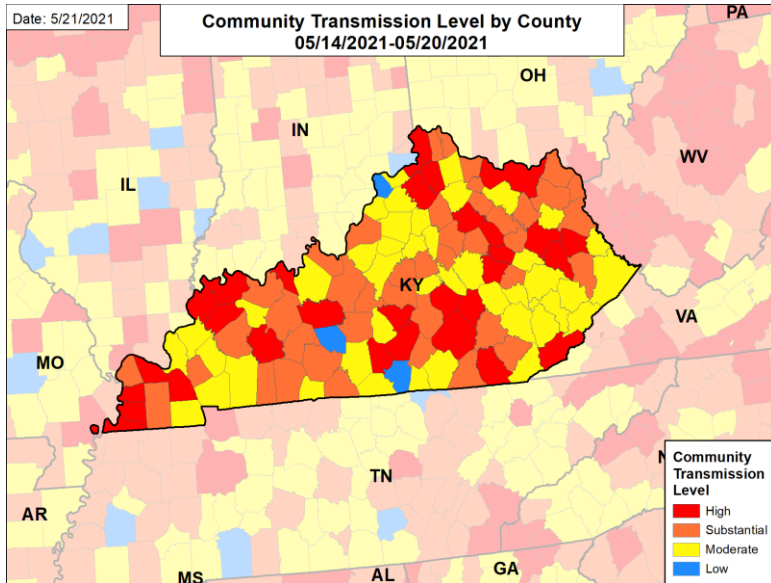 Date: 5/21/2021
Community Transmission Level by County
05/14/2021-05/20/2021
PA
OH
IN
WV
IL
KY
VA
MO
TN
AR
MS
AL
GA
N
Community
Transmission
Level
High
Substantial
Moderate
Low